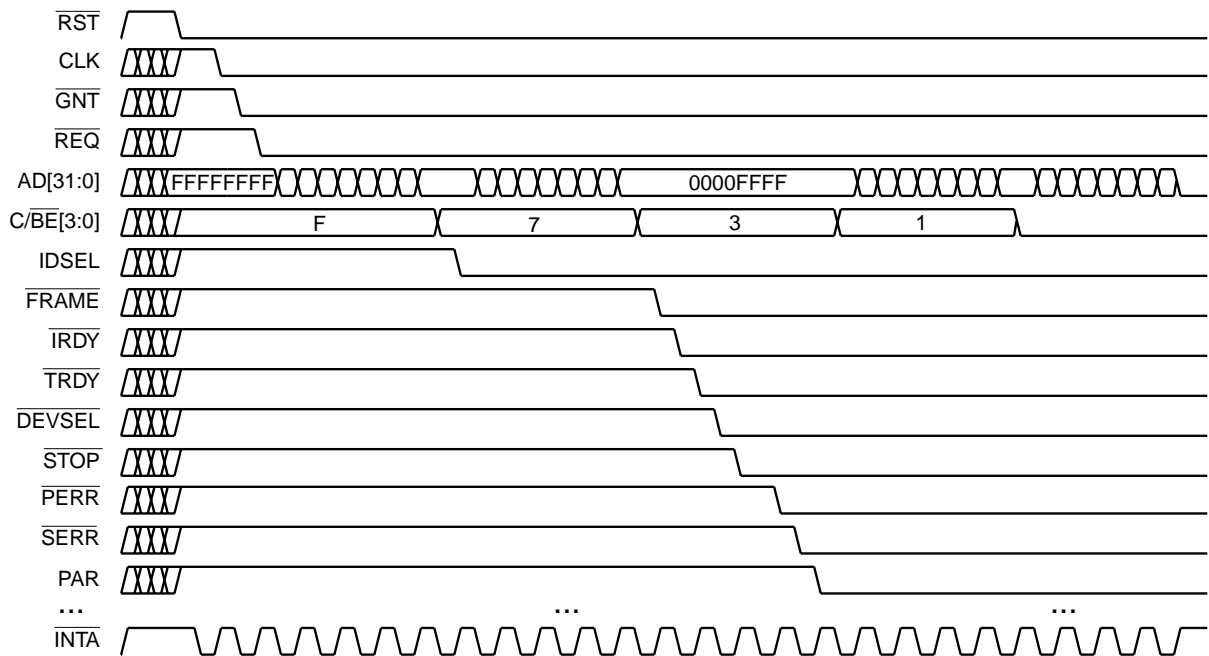 RST
CLK
GNT
REQ
AD[31:0] FFFFFFFF 0000FFFF
C/BE[3:0] F 7 3 1
IDSEL
FRAME
IRDY
TRDY
DEVSEL
STOP
PERR
SERR
PAR
... ... ...
INTA